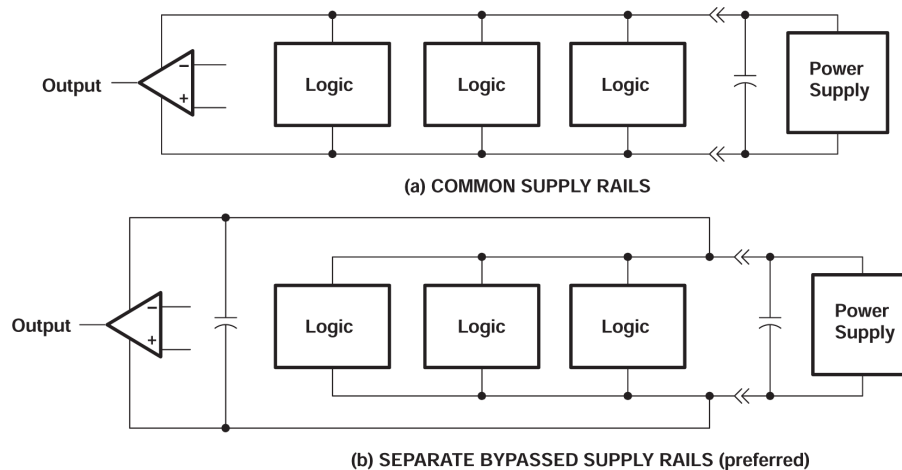 Output
−
+
Logic
Logic
Logic
Power
Supply
(a) COMMON SUPPLY RAILS
Output
−
+
Logic
Logic
Logic
Power
Supply
(b) SEPARATE BYPASSED SUPPLY RAILS (preferred)